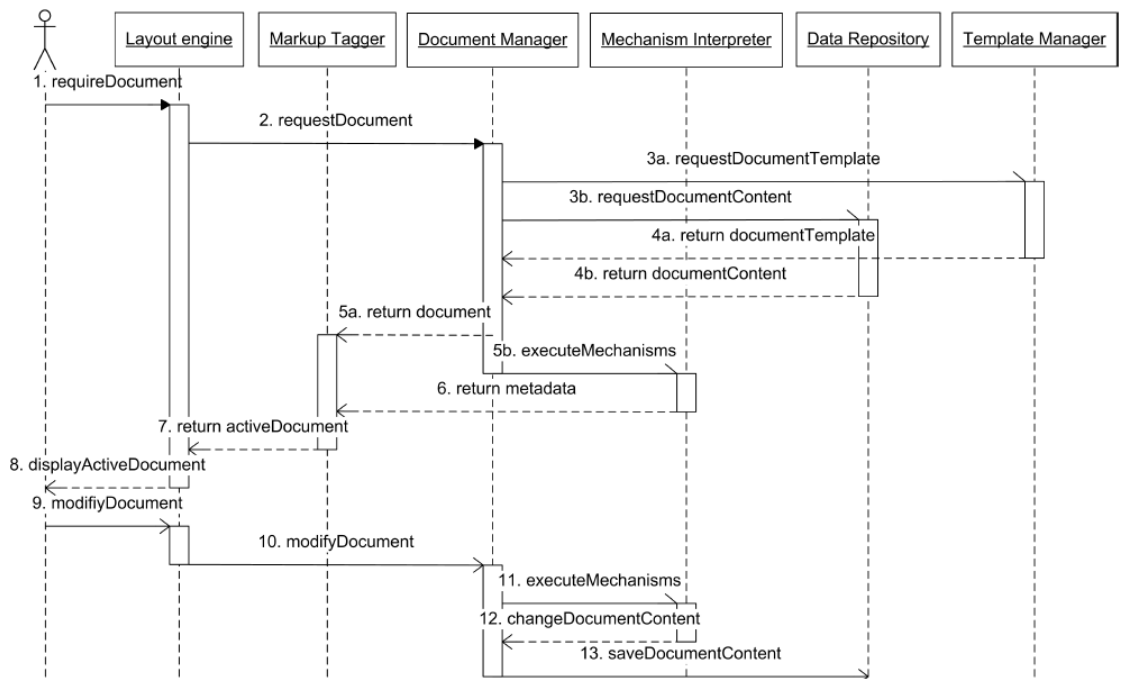 Layout engine
Markup Tagger
Document Manager
Mechanism Interpreter
Data Repository
Template Manager
1. requireDocument
2. requestDocument
3a. requestDocumentTemplate
3b. requestDocumentContent
4a. return documentTemplate
4b. return documentContent
5a. return document
5b. executeMechanisms
6. return metadata
7. return activeDocument
8. displayActiveDocument
9. modifiyDocument
10. modifyDocument
11. executeMechanisms
12. changeDocumentContent
13. saveDocumentContent